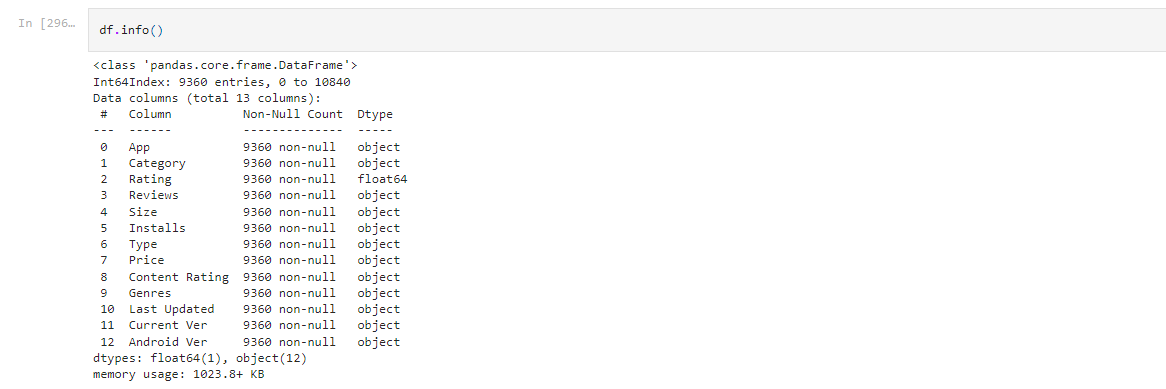 In [296…
df.info()
<class 'pandas.core.frame.DataFrame'>
Int64Index: 9360 entries, 0 to 10840
Data columns (total 13 columns):
 #   Column          Non-Null Count  Dtype
---  ------          --------------  -----
 0   App             9360 non-null   object
 1   Category        9360 non-null   object
 2   Rating          9360 non-null   float64
 3   Reviews         9360 non-null   object
 4   Size            9360 non-null   object
 5   Installs        9360 non-null   object
 6   Type            9360 non-null   object
 7   Price           9360 non-null   object
 8   Content Rating  9360 non-null   object
 9   Genres          9360 non-null   object
 10  Last Updated    9360 non-null   object
 11  Current Ver     9360 non-null   object
 12  Android Ver     9360 non-null   object
dtypes: float64(1), object(12)
memory usage: 1023.8+ KB